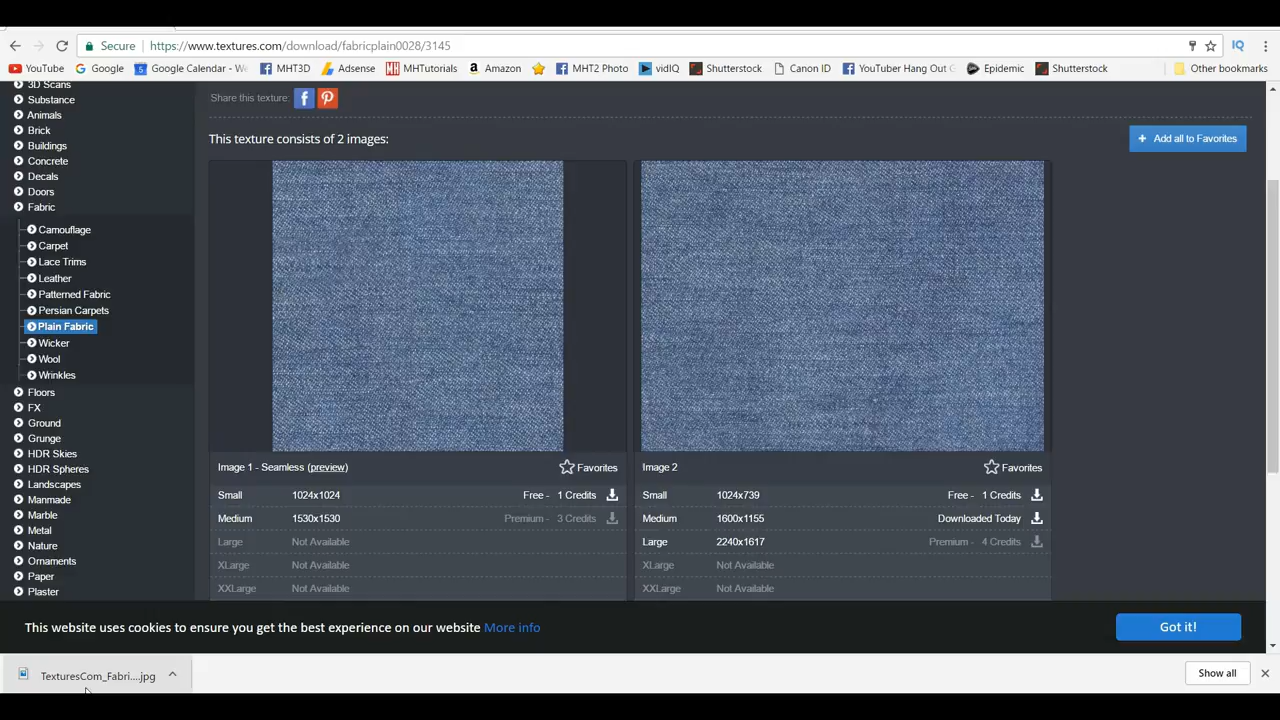 Secure
https://www.textures.com/download/fabricplain0028/3145
IQ
YouTube
Google
5 Google Calendar - We
MHT3D
Adsense
MHTutorials
Amazon
MHT2 Photo
vidIQ
Shutterstock
Canon ID
YouTuber Hang Out G
Epidemic
Shutterstock
Other bookmarks
3D Scans
Substance
Animals
Brick
Buildings
Concrete
Decals
Doors
Fabric
Camouflage
Carpet
Lace Trims
Leather
Patterned Fabric
Persian Carpets
Plain Fabric
Wicker
Wool
Wrinkles
Floors
FX
Ground
Grunge
HDR Skies
HDR Spheres
Landscapes
Manmade
Marble
Metal
Nature
Ornaments
Paper
Plaster
Share this texture:
This texture consists of 2 images:
+ Add all to Favorites
Image 1 - Seamless (preview)
Favorites
Small 1024x1024 Free - 1 Credits
Medium 1530x1530 Premium - 3 Credits
Large Not Available
XLarge Not Available
XXLarge Not Available
Image 2
Favorites
Small 1024x739 Free - 1 Credits
Medium 1600x1155 Downloaded Today
Large 2240x1617 Premium - 4 Credits
XLarge Not Available
XXLarge Not Available
This website uses cookies to ensure you get the best experience on our website More info
Got it!
TexturesCom_Fabri....jpg
Show all